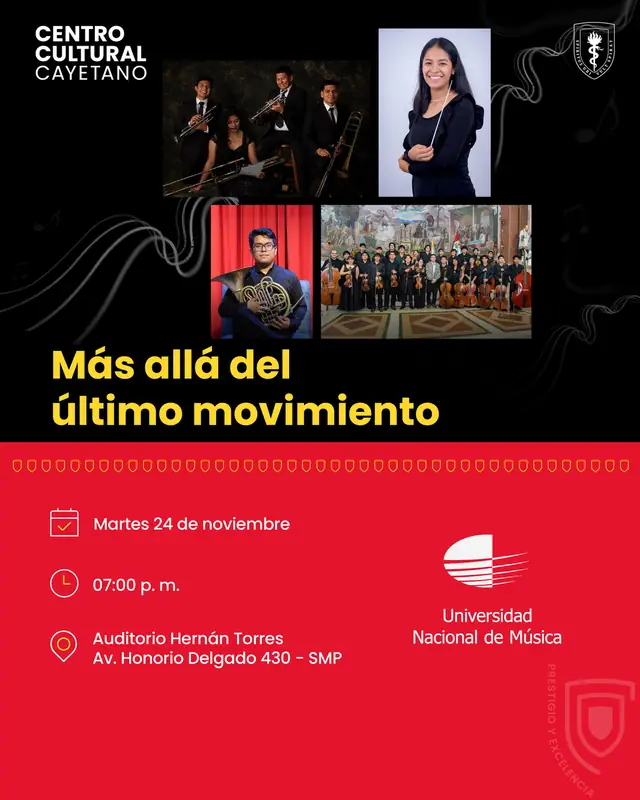 CENTRO
CULTURAL
CAYETANO
Más allá del
último movimiento
Martes 24 de noviembre
07:00 p. m.
Auditorio Hernán Torres
Av. Honorio Delgado 430 - SMP
Universidad
Nacional de Música
PRESTIGIO Y EXCELENCIA